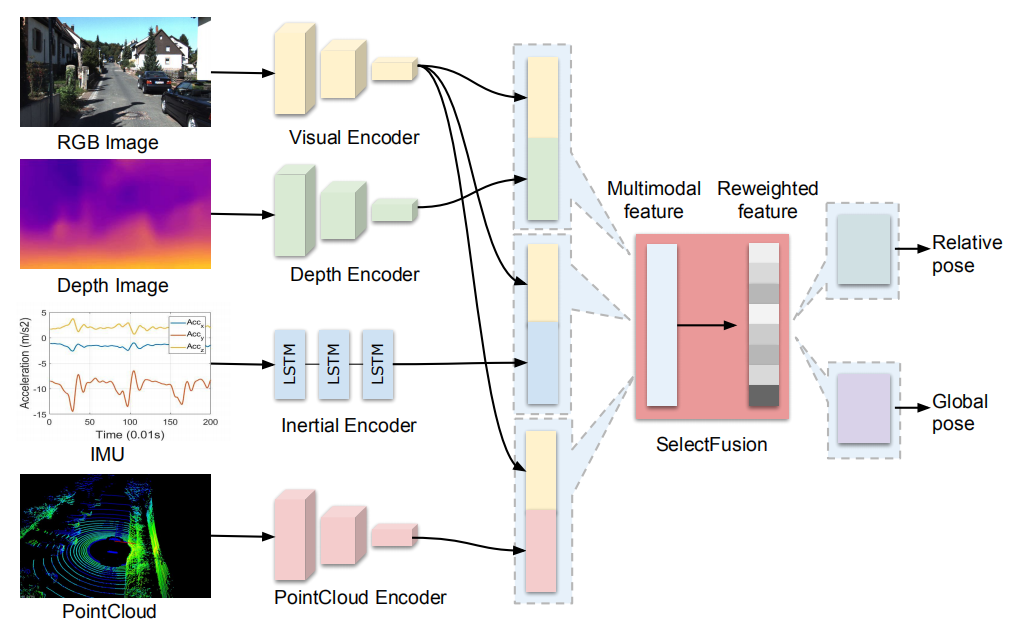 RGB Image
Visual Encoder
Depth Image
Depth Encoder
Acceleration (m/s2)
5
0
-5
-10
-15
0
50
100
150
200
Time (0.01s)
Acc_x
Acc_y
Acc_z
IMU
LSTM
LSTM
LSTM
Inertial Encoder
PointCloud
PointCloud Encoder
Multimodal
feature
Reweighted
feature
SelectFusion
Relative
pose
Global
pose